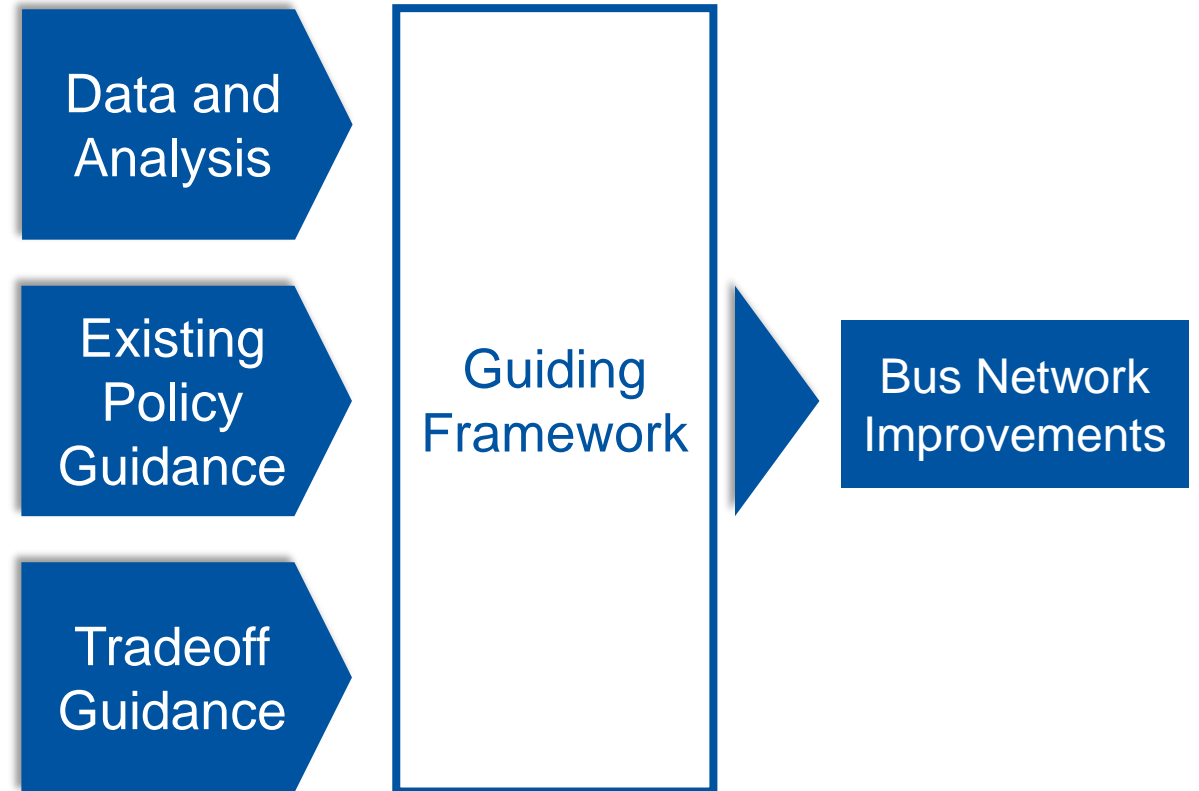 Data and
Analysis
Existing
Policy
Guidance
Tradeoff
Guidance
Guiding
Framework
Bus Network
Improvements